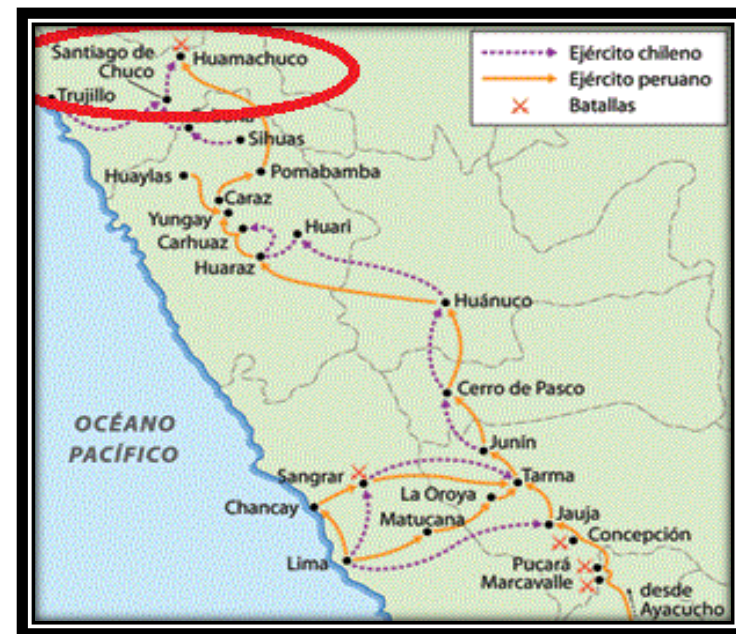 Ejército chileno
Ejército peruano
Batallas
Santiago de
Chuco
Huamachuco
Trujillo
Sihuas
Huaylas
Pomabamba
Caraz
Yungay
Carhuaz
Huari
Huaraz
Huánuco
Cerro de Pasco
OCÉANO
PACÍFICO
Junín
Sangrar
Tarma
La Oroya
Chancay
Matucana
Jauja
Concepción
Lima
Pucará
Marcavalle
desde
Ayacucho